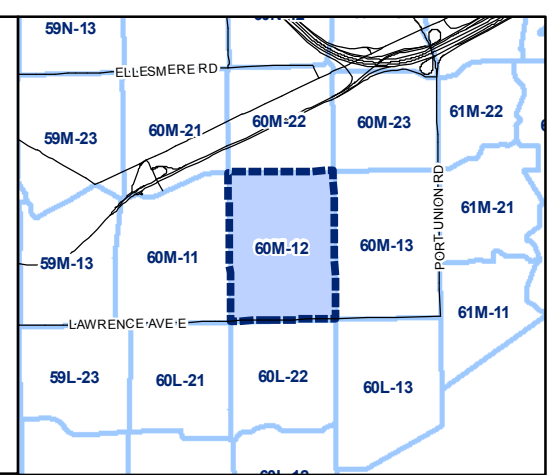 59N-13
ELLESMERE RD
61M-22
60M-22
60M-23
60M-21
59M-23
61M-21
PORT UNION RD
60M-12
60M-13
60M-11
59M-13
61M-11
LAWRENCE AVE E
59L-23
60L-21
60L-22
60L-13